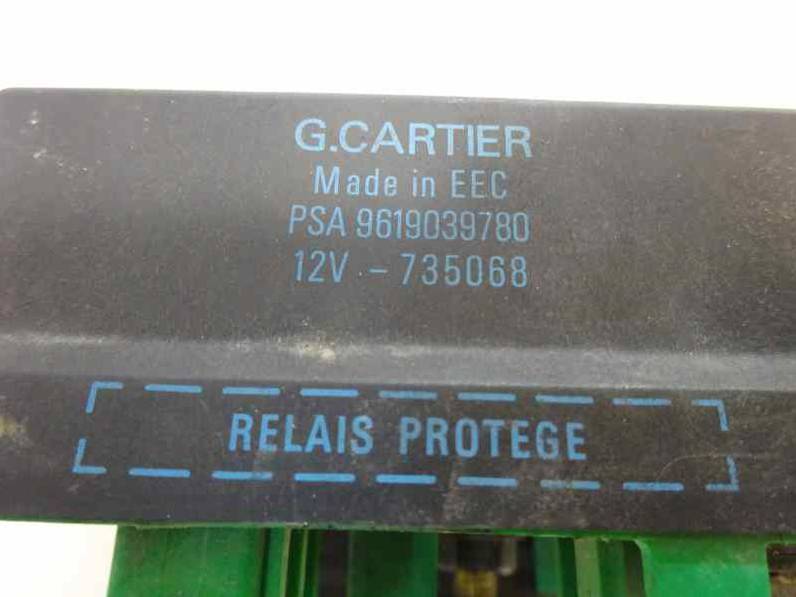 G.CARTIER
Made in EEC
PSA 9619039780
12V - 735068
RELAIS PROTEGE